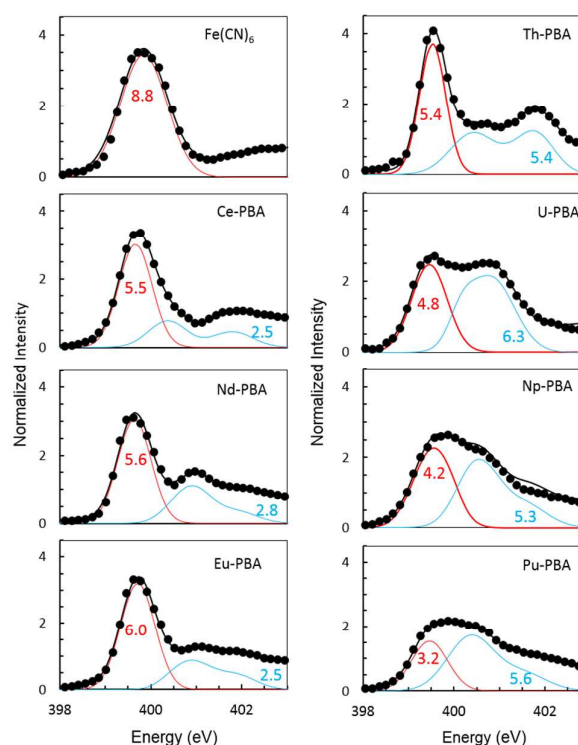 Fe(CN)6
8.8
4
2
0
Ce-PBA
5.5
2.5
4
2
0
Nd-PBA
5.6
2.8
4
2
0
Eu-PBA
6.0
2.5
4
2
0
398 400 402
Energy (eV)
Normalized Intensity
Th-PBA
5.4
5.4
4
2
0
U-PBA
4.8
6.3
4
2
0
Np-PBA
4.2
5.3
4
2
0
Pu-PBA
3.2
5.6
4
2
0
398 400 402
Energy (eV)
Normalized Intensity